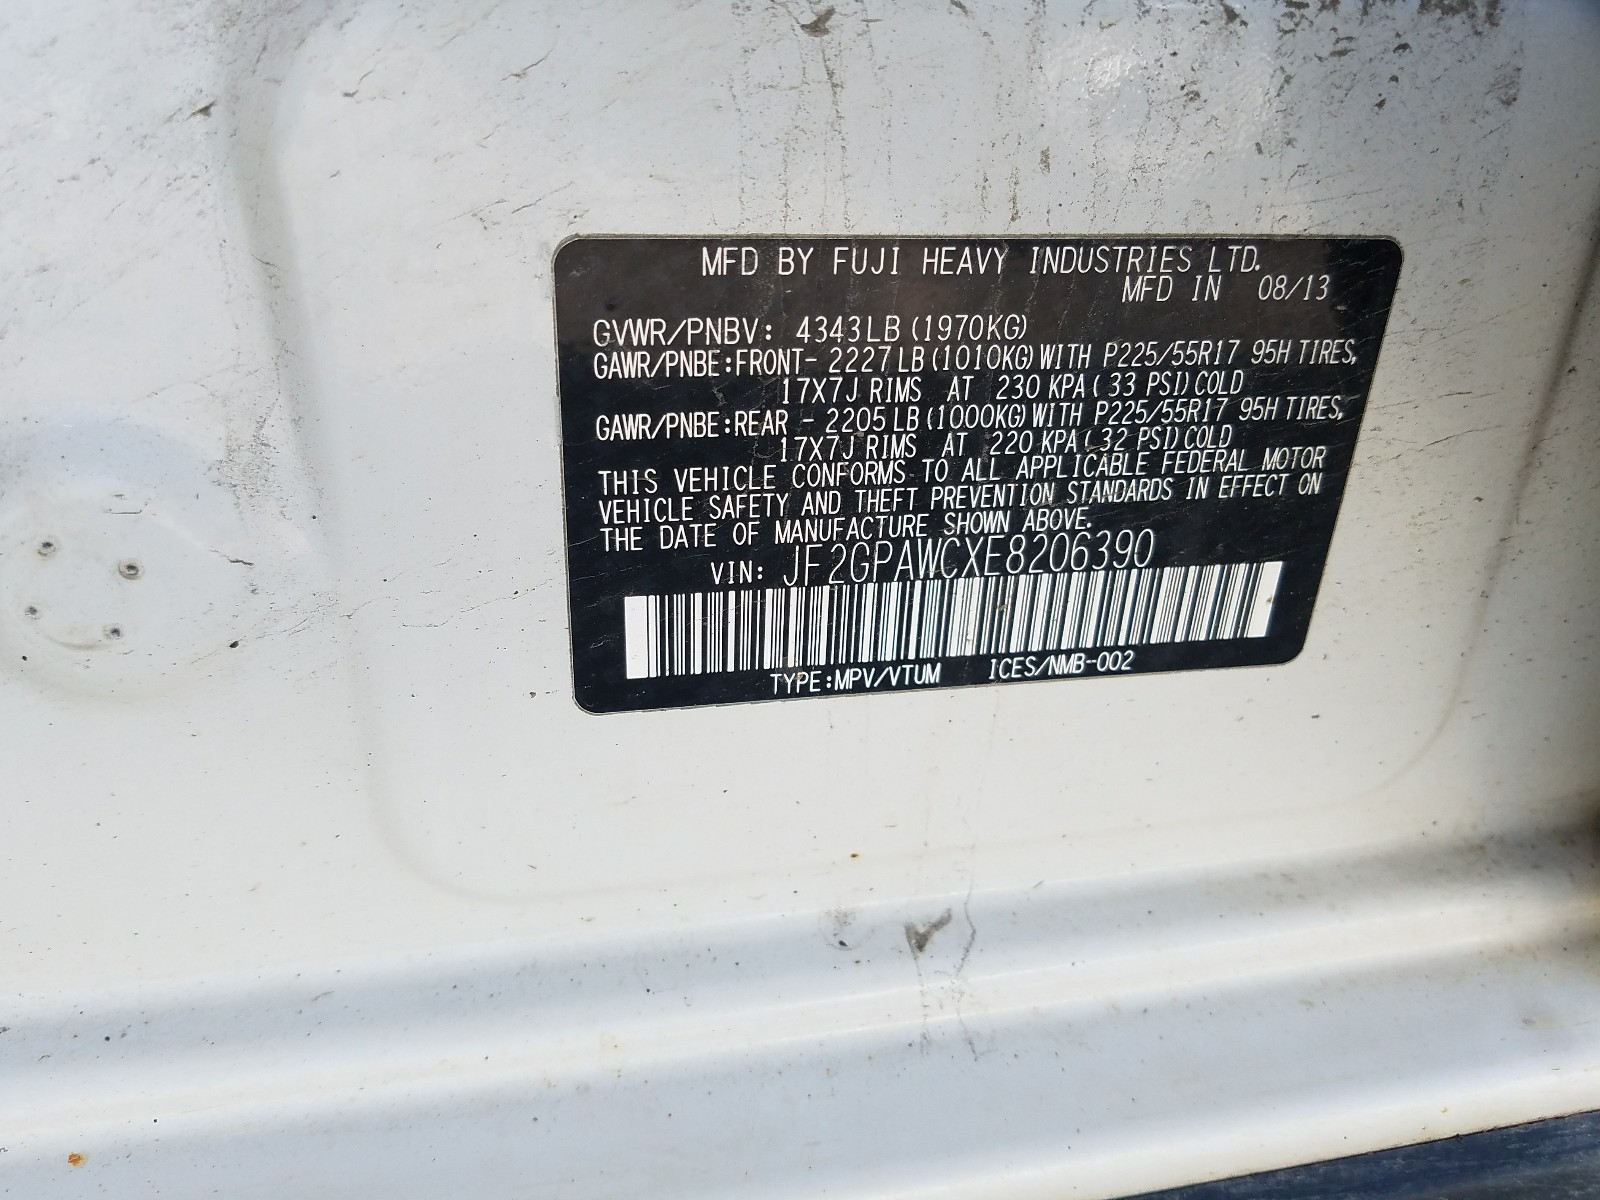 MFD BY FUJI HEAVY INDUSTRIES LTD.
MFD IN 08/13
GVWR/PNBV: 4343LB (1970KG)
GAWR/PNBE:FRONT- 2227 LB (1010KG) WITH P225/55R17 95H TIRES,
17X7J RIMS AT 230 KPA ( 33 PSI) COLD
GAWR/PNBE:REAR - 2205 LB (1000KG) WITH P225/55R17 95H TIRES,
17X7J RIMS AT 220 KPA ( 32 PSI) COLD
THIS VEHICLE CONFORMS TO ALL APPLICABLE FEDERAL MOTOR
VEHICLE SAFETY AND THEFT PREVENTION STANDARDS IN EFFECT ON
THE DATE OF MANUFACTURE SHOWN ABOVE.
VIN: JF2GPAWCXE8206390
TYPE:MPV/VTUM ICES/NMB-002